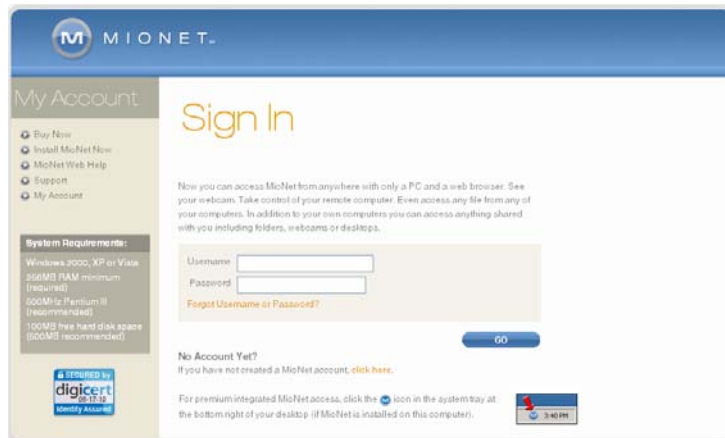 M MIONET
My Account
Buy Now
Install MioNet Now
MioNet Web Help
Support
My Account
System Requirements:
Windows 2000, XP or Vista
256MB RAM minimum
(required)
500MHz Pentium III
(recommended)
100MB free hard disk space
(500MB recommended)
SECURED by
digicert
Identity Assured
Sign In
Now you can access MioNet from anywhere with only a PC and a web browser. See
your webcam. Take control of your remote computer. Even access any file from any of
your computers. In addition to your own computers you can access anything shared
with you including folders, webcams or desktops.
Username
Password
Forgot Username or Password?
GO
No Account Yet?
If you have not created a MioNet account, click here.
For premium integrated MioNet access, click the M icon in the system tray at
the bottom right of your desktop (if MioNet is installed on this computer).
3:40 PM